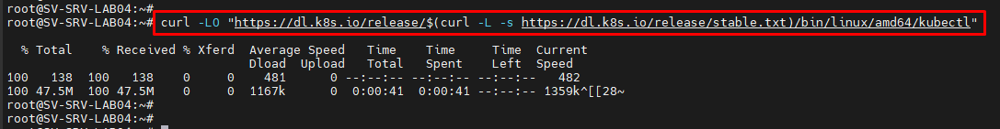 root@SV-SRV-LAB04:~#
root@SV-SRV-LAB04:~# curl -LO "https://dl.k8s.io/release/$(curl -L -s https://dl.k8s.io/release/stable.txt)/bin/linux/amd64/kubectl"
  % Total    % Received % Xferd  Average Speed   Time    Time     Time  Current
                                 Dload  Upload   Total   Spent    Left  Speed
100   138  100   138    0     0    481      0 --:--:-- --:--:-- --:--:--   482
100 47.5M  100 47.5M    0     0  1167k      0  0:00:41  0:00:41 --:--:-- 1359k^[[28~
root@SV-SRV-LAB04:~#
root@SV-SRV-LAB04:~#